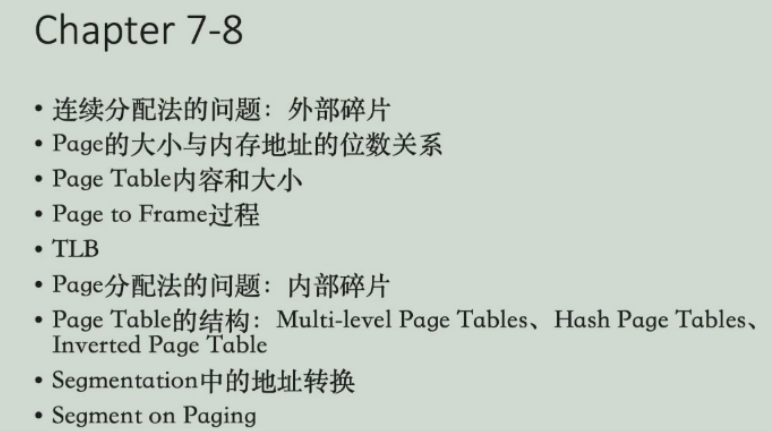 Chapter 7-8
• 连续分配法的问题：外部碎片
• Page的大小与内存地址的位数关系
• Page Table内容和大小
• Page to Frame过程
• TLB
• Page分配法的问题：内部碎片
• Page Table的结构：Multi-level Page Tables、Hash Page Tables、
Inverted Page Table
• Segmentation中的地址转换
• Segment on Paging